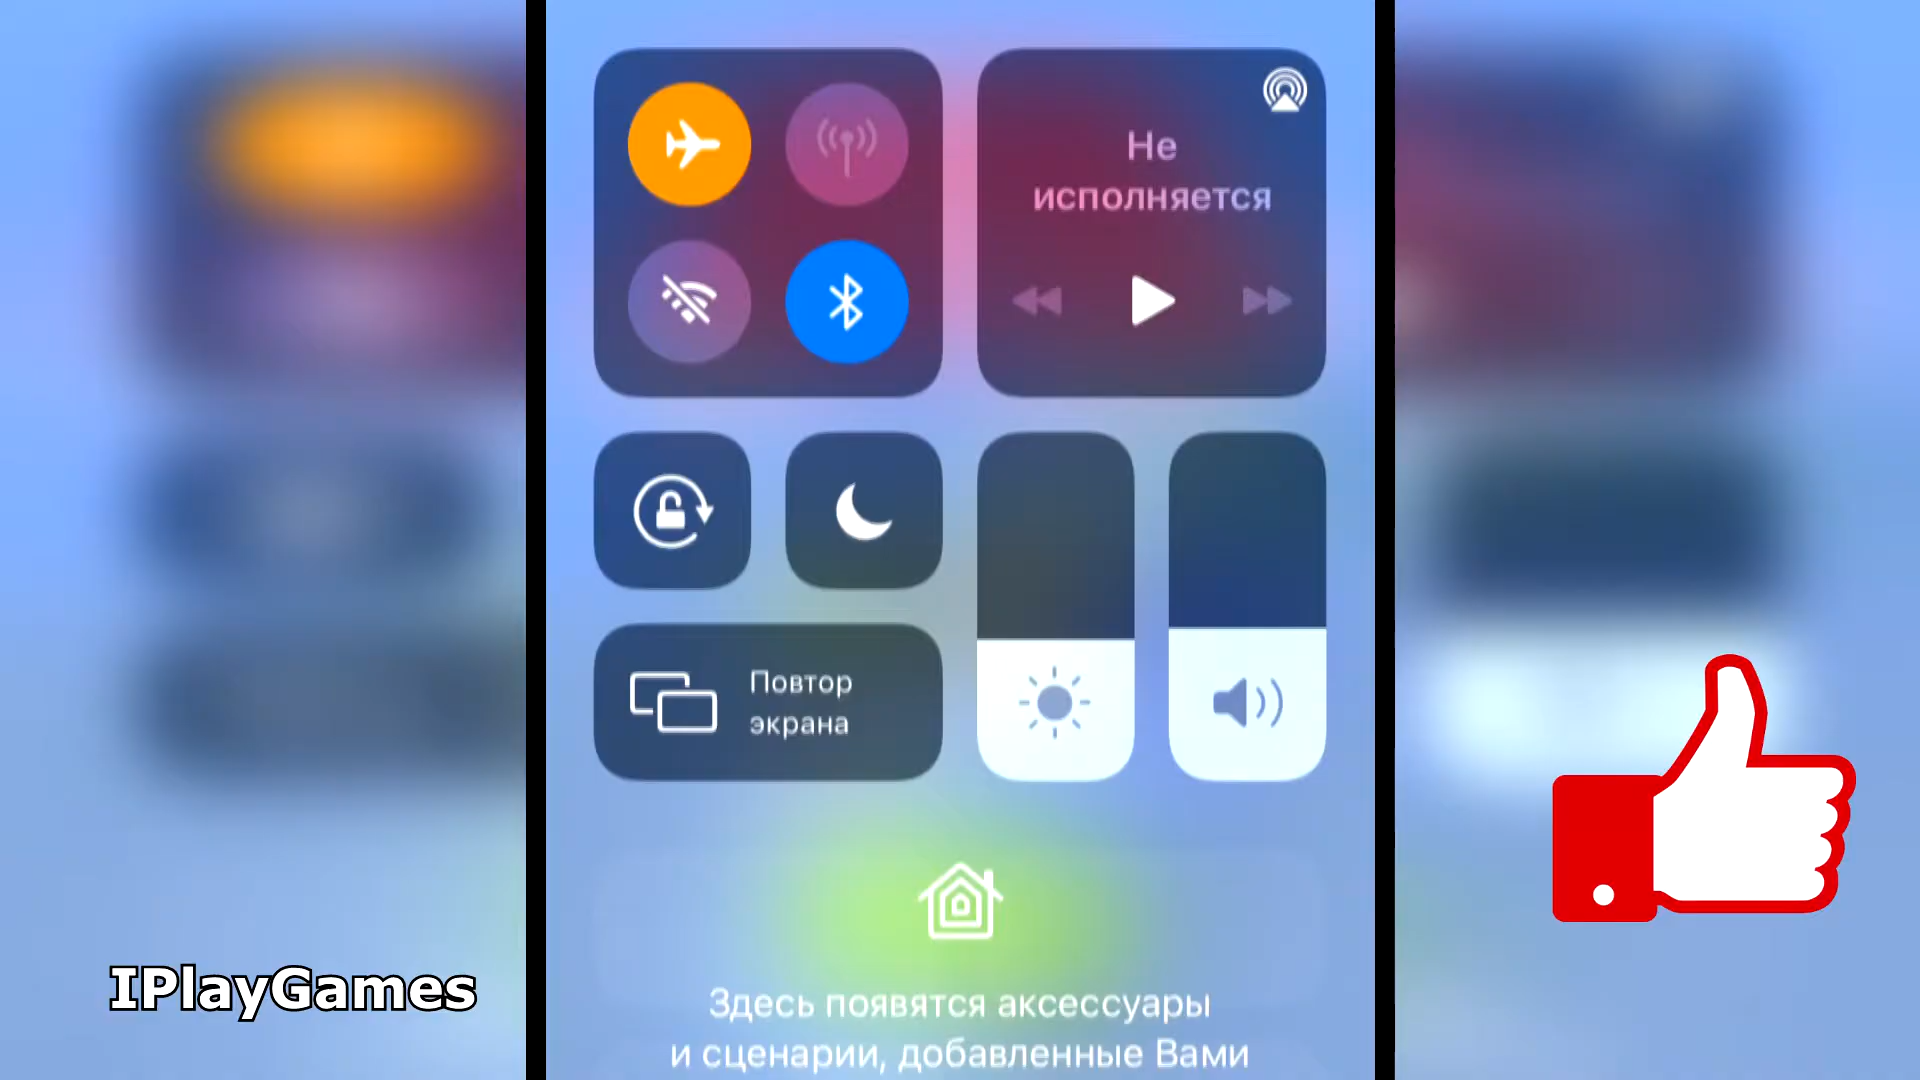 Не
исполняется
Повтор
экрана
Здесь появятся аксессуары
и сценарии, добавленные Вами
IPlayGames